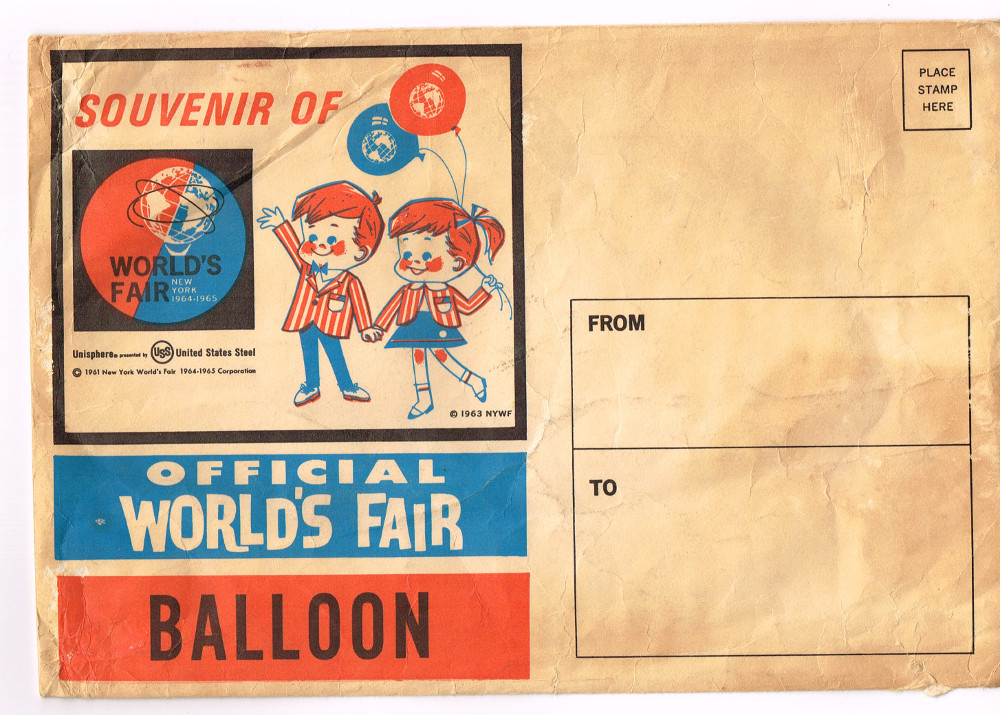 SOUVENIR OF
WORLD'S
FAIR
NEW
YORK
1964-1965
Unisphere® presented by USS United States Steel
© 1961 New York World's Fair 1964-1965 Corporation
© 1963 NYWF
OFFICIAL
WORLD'S FAIR
BALLOON
PLACE
STAMP
HERE
FROM
TO